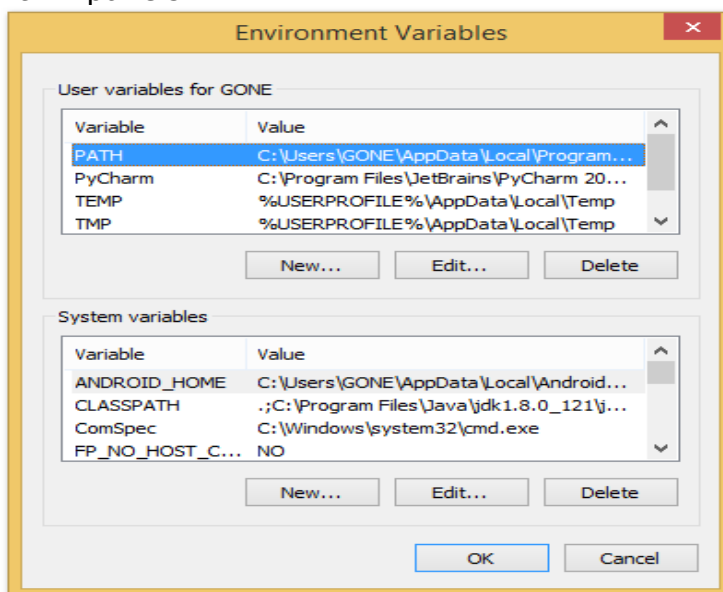 Environment Variables
User variables for GONE
Variable Value
PATH C:\Users\GONE\AppData\Local\Program...
PyCharm C:\Program Files\JetBrains\PyCharm 20...
TEMP %USERPROFILE%\AppData\Local\Temp
TMP %USERPROFILE%\AppData\Local\Temp
New... Edit... Delete
System variables
Variable Value
ANDROID_HOME C:\Users\GONE\AppData\Local\Android...
CLASSPATH .;C:\Program Files\Java\jdk1.8.0_121\j...
ComSpec C:\Windows\system32\cmd.exe
FP_NO_HOST_C... NO
New... Edit... Delete
OK Cancel